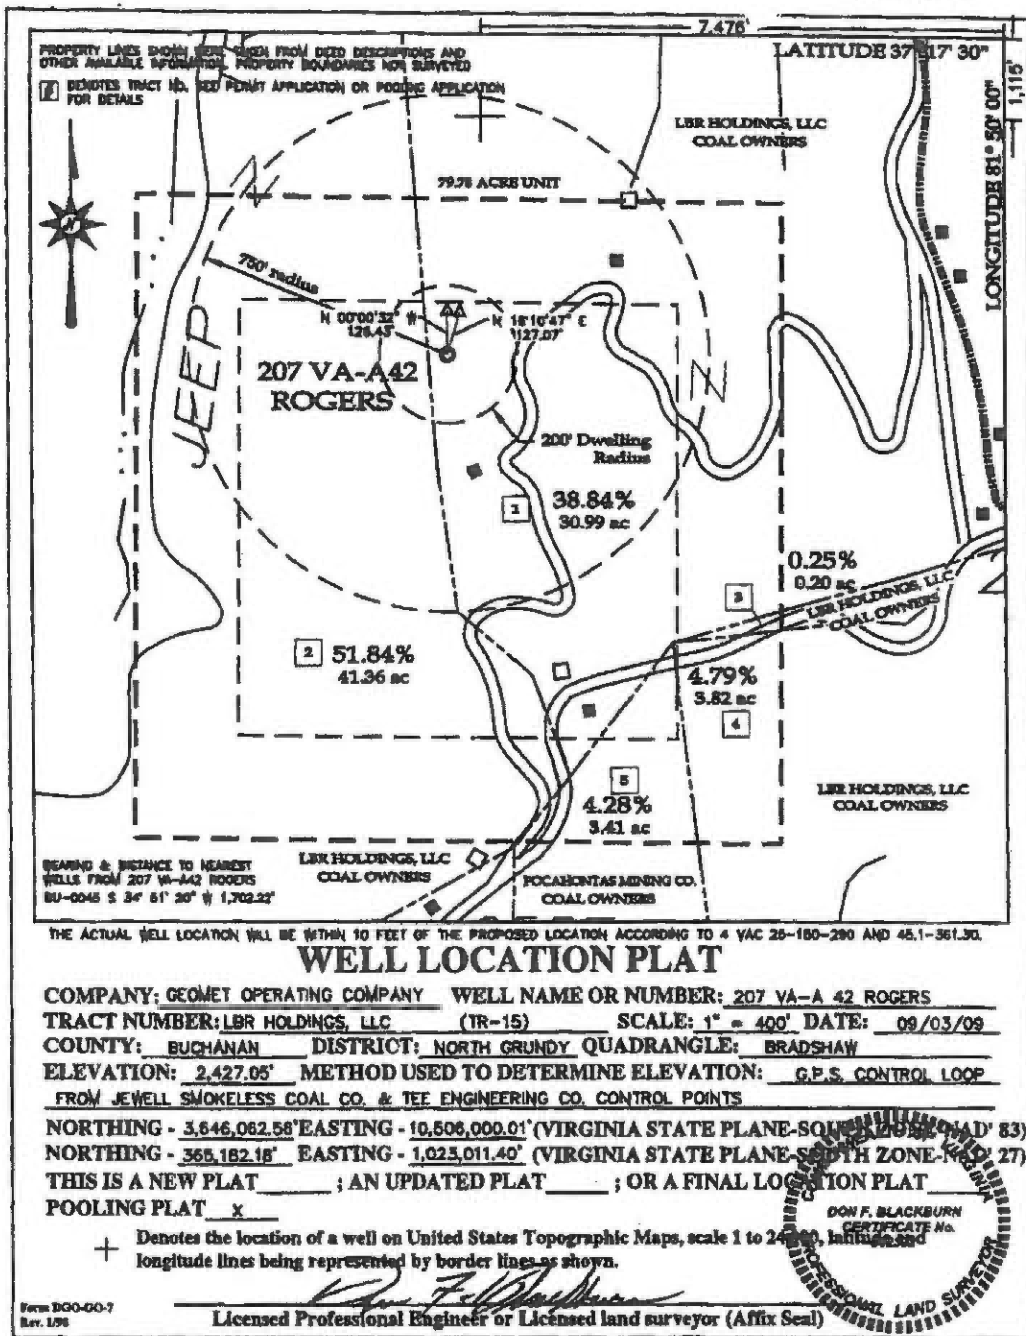 7,476'
PROPERTY LINES SHOWN WERE TAKEN FROM DEED DESCRIPTIONS AND
OTHER AVAILABLE INFORMATION, PROPERTY BOUNDARIES NOT SURVEYED
DENOTES TRACT NO. SEE PERMIT APPLICATION OR POOLING APPLICATION
FOR DETAILS
LATITUDE 37° 17' 30"
1,115'
LONGITUDE 81° 50' 00"
LBR HOLDINGS, LLC
COAL OWNERS
79.78 ACRE UNIT
N
750' radius
N 00°00'32" W
N 18°10'47" E
127.07'
JEEP
207 VA-A42
ROGERS
200' Dwelling
Radius
1
38.84%
30.99 ac
0.25%
0.20 ac
3
LBR HOLDINGS, LLC
COAL OWNERS
2
51.84%
41.36 ac
4.79%
3.82 ac
4
5
4.28%
3.41 ac
LBR HOLDINGS, LLC
COAL OWNERS
LBR HOLDINGS, LLC
COAL OWNERS
POCAHONTAS MINING CO.
COAL OWNERS
BEARING & DISTANCE TO NEAREST
WELLS FROM 207 VA-A42 ROGERS
BU-0045 S 34° 51' 20" W 1,702.22'
THE ACTUAL WELL LOCATION WILL BE WITHIN 10 FEET OF THE PROPOSED LOCATION ACCORDING TO 4 VAC 25-150-290 AND 45.1-361.30.
WELL LOCATION PLAT
COMPANY: GEOMET OPERATING COMPANY WELL NAME OR NUMBER: 207 VA-A 42 ROGERS
TRACT NUMBER: LBR HOLDINGS, LLC (TR-15) SCALE: 1" = 400' DATE: 09/03/09
COUNTY: BUCHANAN DISTRICT: NORTH GRUNDY QUADRANGLE: BRADSHAW
ELEVATION: 2,427.05' METHOD USED TO DETERMINE ELEVATION: G.P.S. CONTROL LOOP
FROM JEWELL SMOKELESS COAL CO. & TEE ENGINEERING CO. CONTROL POINTS
NORTHING - 3,646,062.58' EASTING - 10,506,000.01' (VIRGINIA STATE PLANE-SOUTH ZONE-NAD' 83)
NORTHING - 365,182.18' EASTING - 1,023,011.40' (VIRGINIA STATE PLANE-SOUTH ZONE-NAD' 27)
THIS IS A NEW PLAT ; AN UPDATED PLAT ; OR A FINAL LOCATION PLAT
POOLING PLAT X
Denotes the location of a well on United States Topographic Maps, scale 1 to 24,000, latitude and
longitude lines being represented by border lines as shown.
VIRGINIA
DON F. BLACKBURN
CERTIFICATE No.
PROFESSIONAL LAND SURVEYOR
Form DGO-GO-7
Rev. 1/98
Licensed Professional Engineer or Licensed land surveyor (Affix Seal)